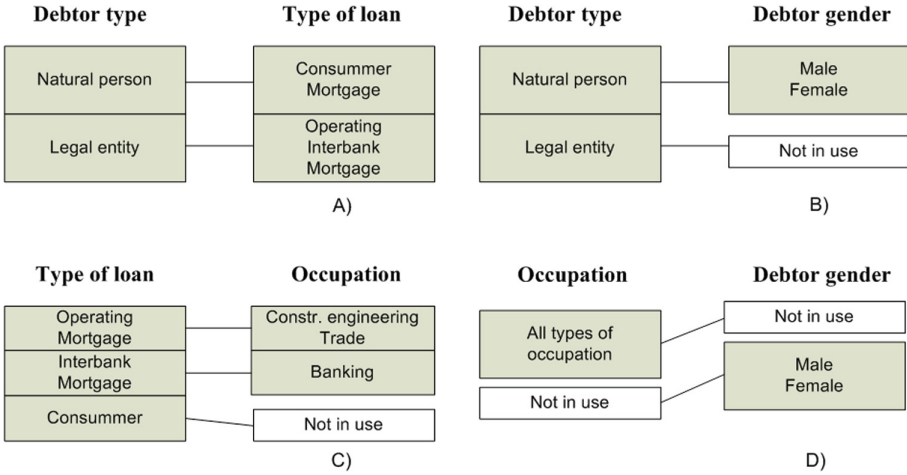 Debtor type
Type of loan
Natural person
Consummer
Mortgage
Legal entity
Operating
Interbank
Mortgage
A)
Debtor type
Debtor gender
Natural person
Male
Female
Legal entity
Not in use
B)
Type of loan
Occupation
Operating
Mortgage
Constr. engineering
Trade
Interbank
Mortgage
Banking
Consummer
Not in use
C)
Occupation
Debtor gender
All types of
occupation
Not in use
Not in use
Male
Female
D)